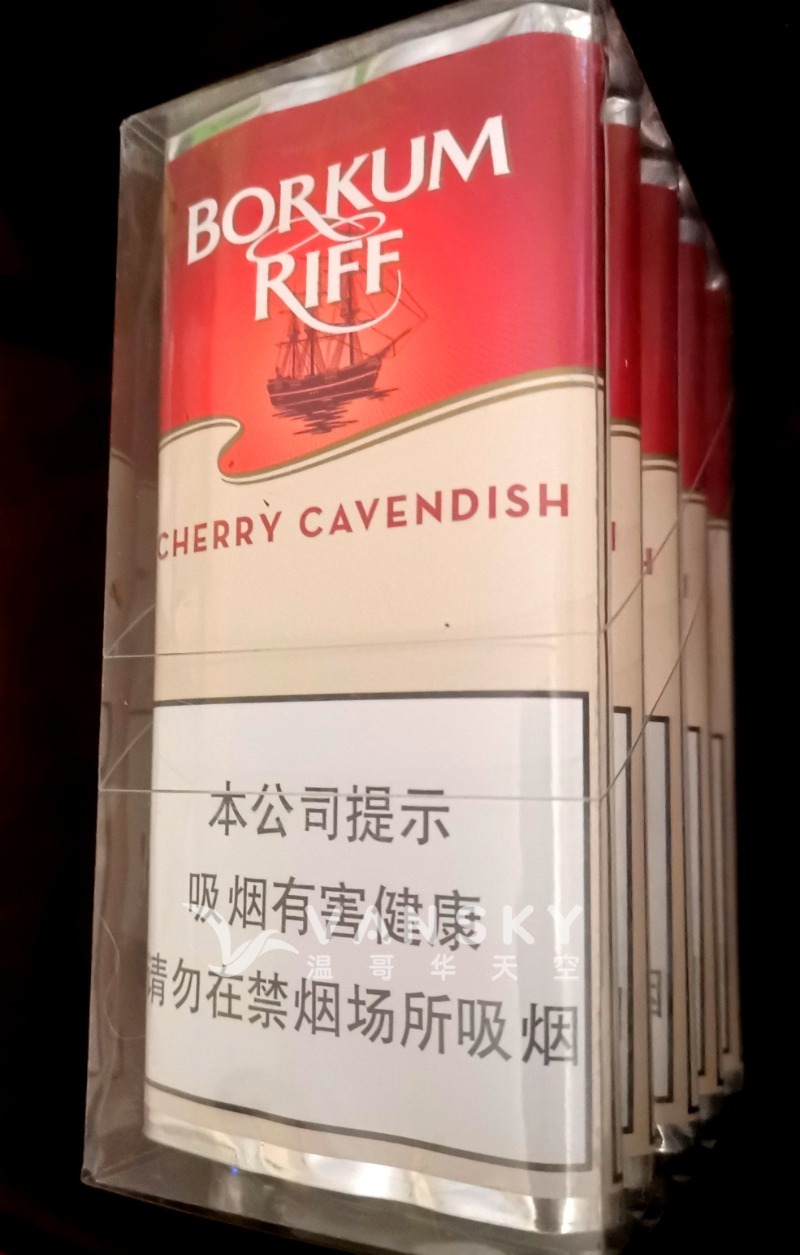 BORKUM
RIFF
CHERRY CAVENDISH
本公司提示
吸烟有害健康
请勿在禁烟场所吸烟
VANSKY
温哥华天空